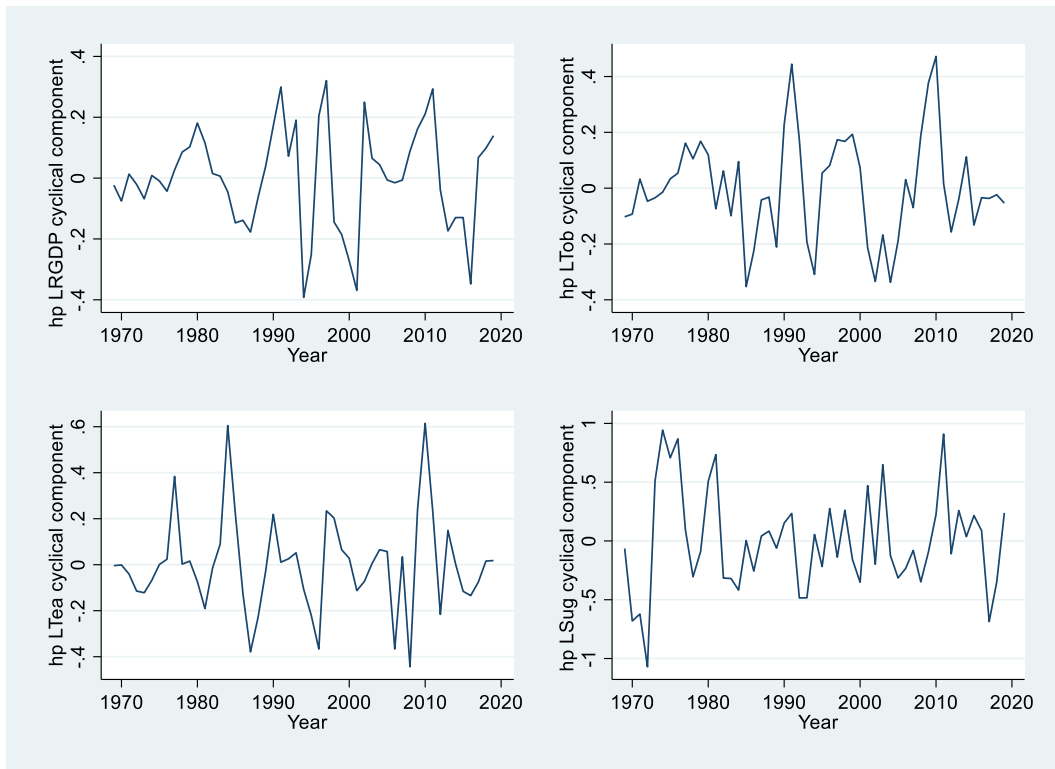 hp LRGDP cyclical component
.4
.2
0
-.2
-.4
1970 1980 1990 2000 2010 2020
Year
hp LTob cyclical component
.4
.2
0
-.2
-.4
1970 1980 1990 2000 2010 2020
Year
hp LTea cyclical component
.6
.4
.2
0
-.2
-.4
1970 1980 1990 2000 2010 2020
Year
hp LSug cyclical component
1
.5
0
-.5
-1
1970 1980 1990 2000 2010 2020
Year